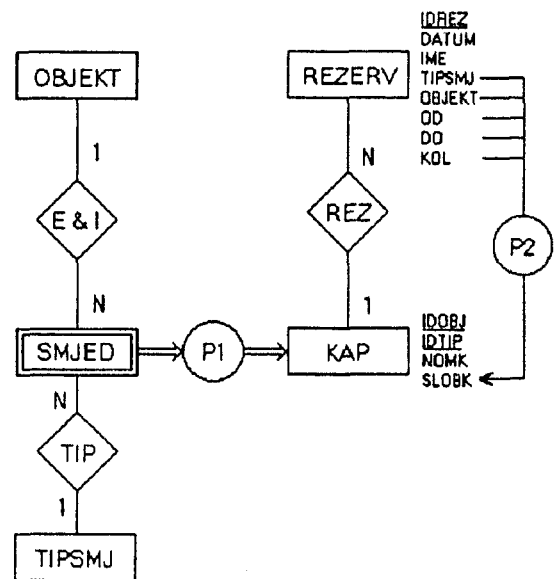 IDREZ
DATUM
IME
TIPSMJ
OBJEKT
OD
DO
KOL
OBJEKT
REZERV
1
N
E & I
REZ
P2
N
1
SMJED
P1
KAP
IDOBJ
IDTIP
NOMK
SLOBK
N
TIP
1
TIPSMJ